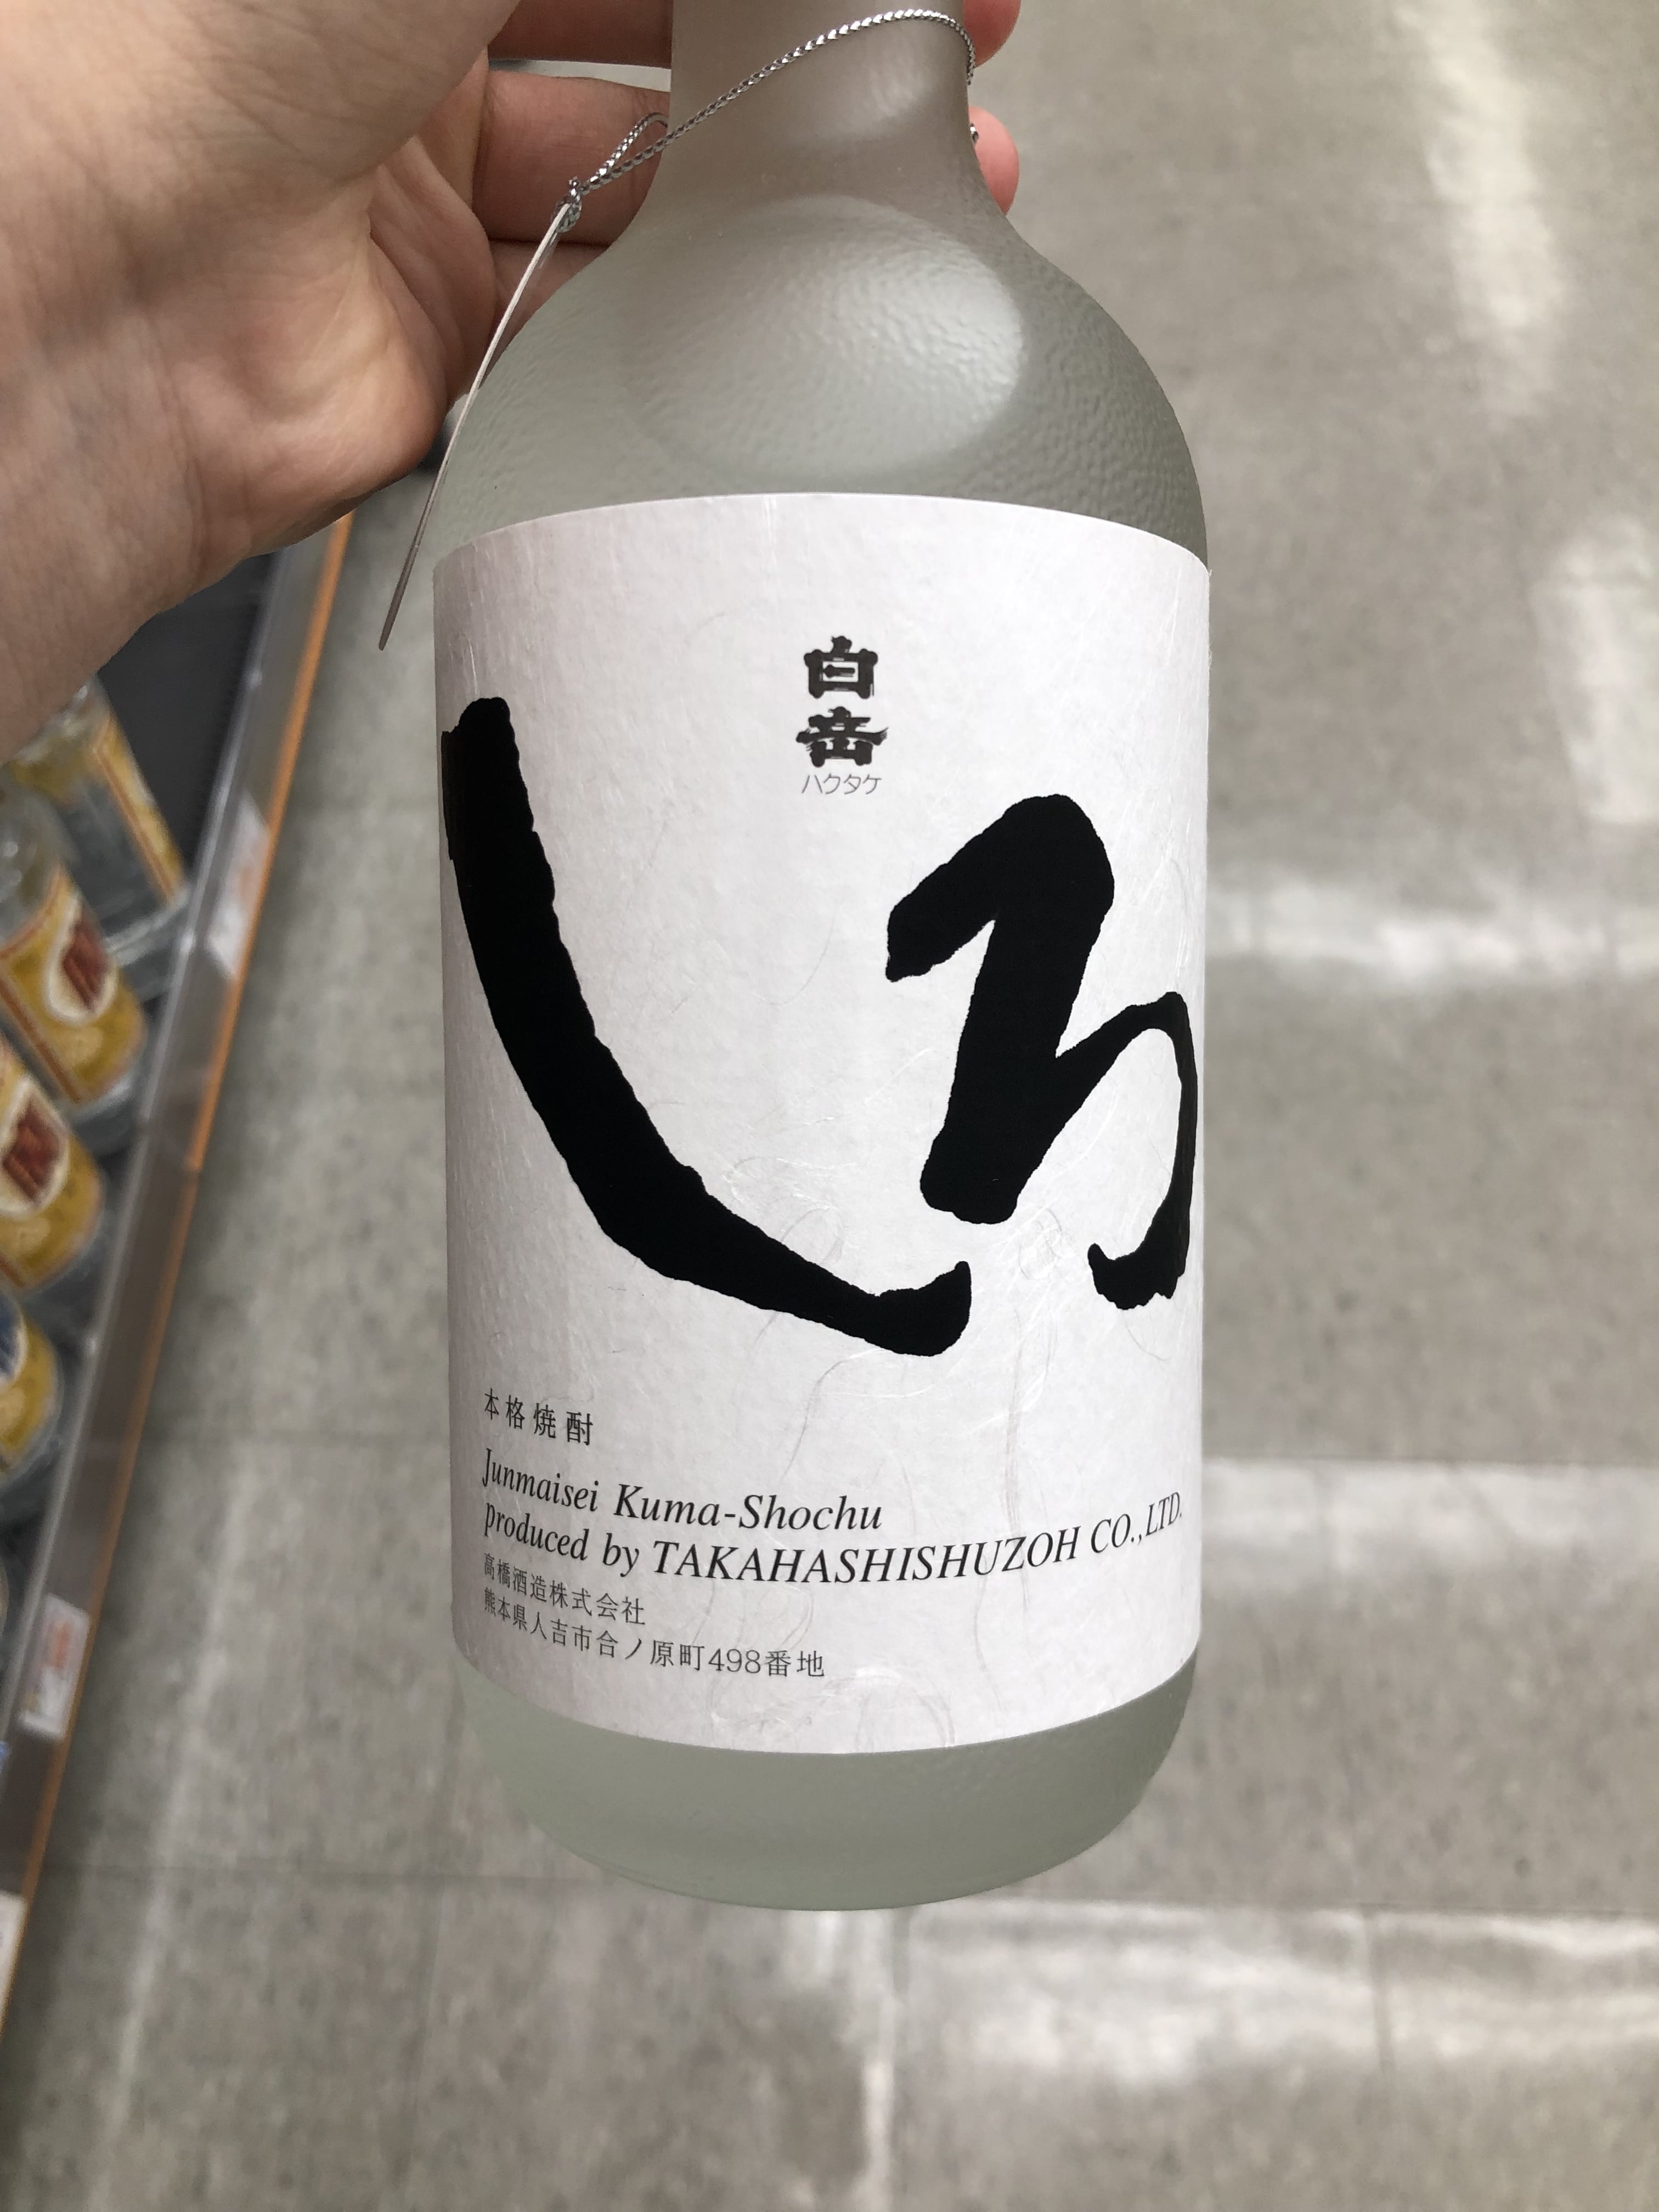 白岳
ハクタケ
しろ
本格焼酎
Junmaisei Kuma-Shochu
produced by TAKAHASHISHUZOH CO.,LTD.
高橋酒造株式会社
熊本県人吉市合ノ原町498番地